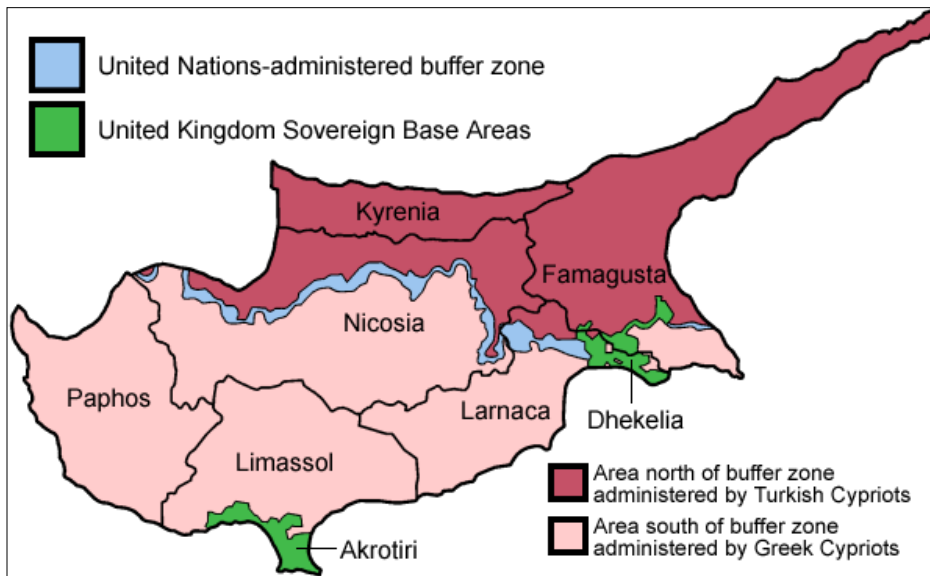 United Nations-administered buffer zone
United Kingdom Sovereign Base Areas
Kyrenia
Famagusta
Nicosia
Paphos
Larnaca
Dhekelia
Limassol
Akrotiri
Area north of buffer zone
administered by Turkish Cypriots
Area south of buffer zone
administered by Greek Cypriots